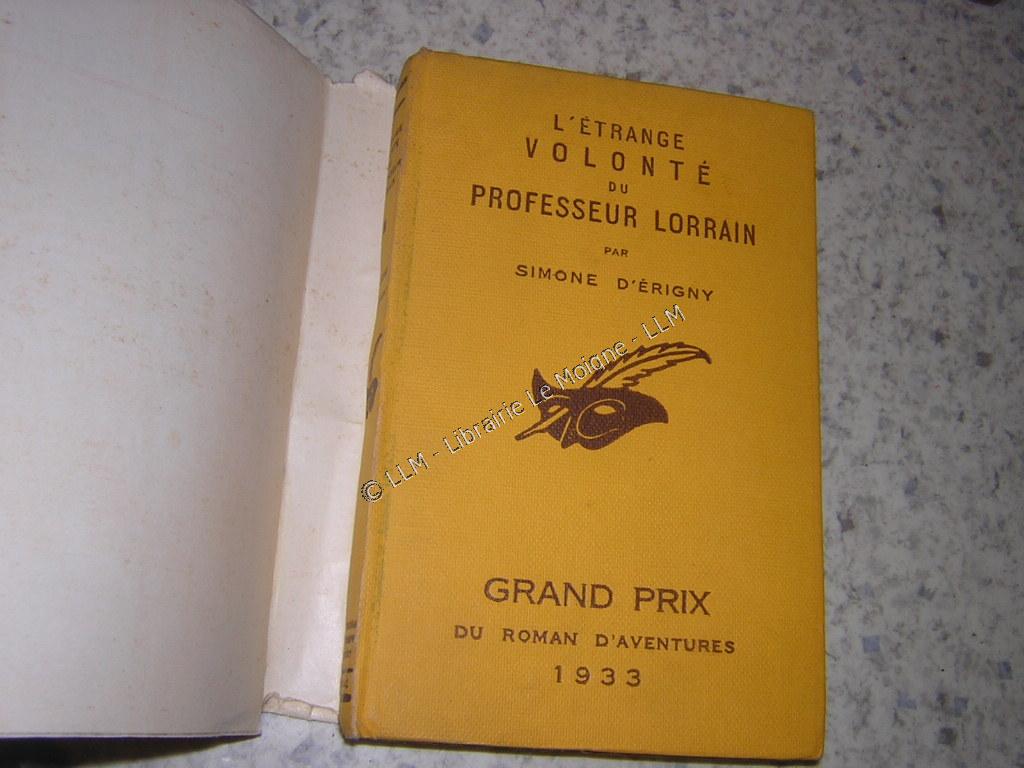 L'ÉTRANGE
VOLONTÉ
DU
PROFESSEUR LORRAIN
PAR
SIMONE D'ÉRIGNY
© LLM - Librairie Le Moigne - LLM
GRAND PRIX
DU ROMAN D'AVENTURES
1933